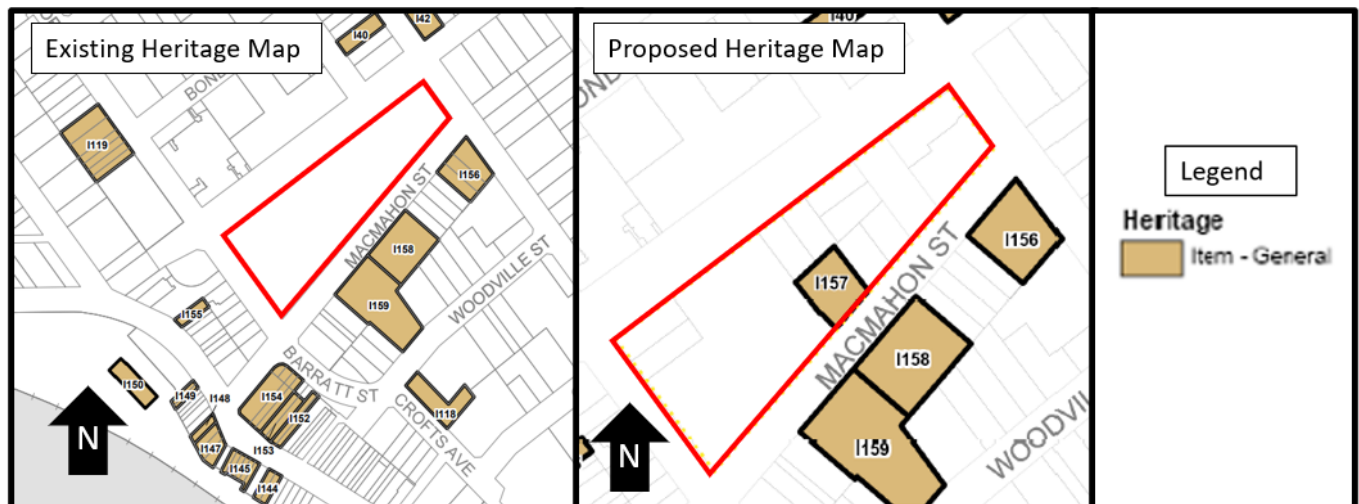 Existing Heritage Map
I40
I42
BOND
I119
I156
MACMAHON ST
I158
I159
WOODVILLE ST
I155
BARRATT ST
I150
I149
I148
I154
I152
I118
CROFTS AVE
I147
I153
I145
I144
N
Proposed Heritage Map
I40
OND
I156
I157
MACMAHON ST
I158
I159
WOODVIL
N
Legend
Heritage
Item - General